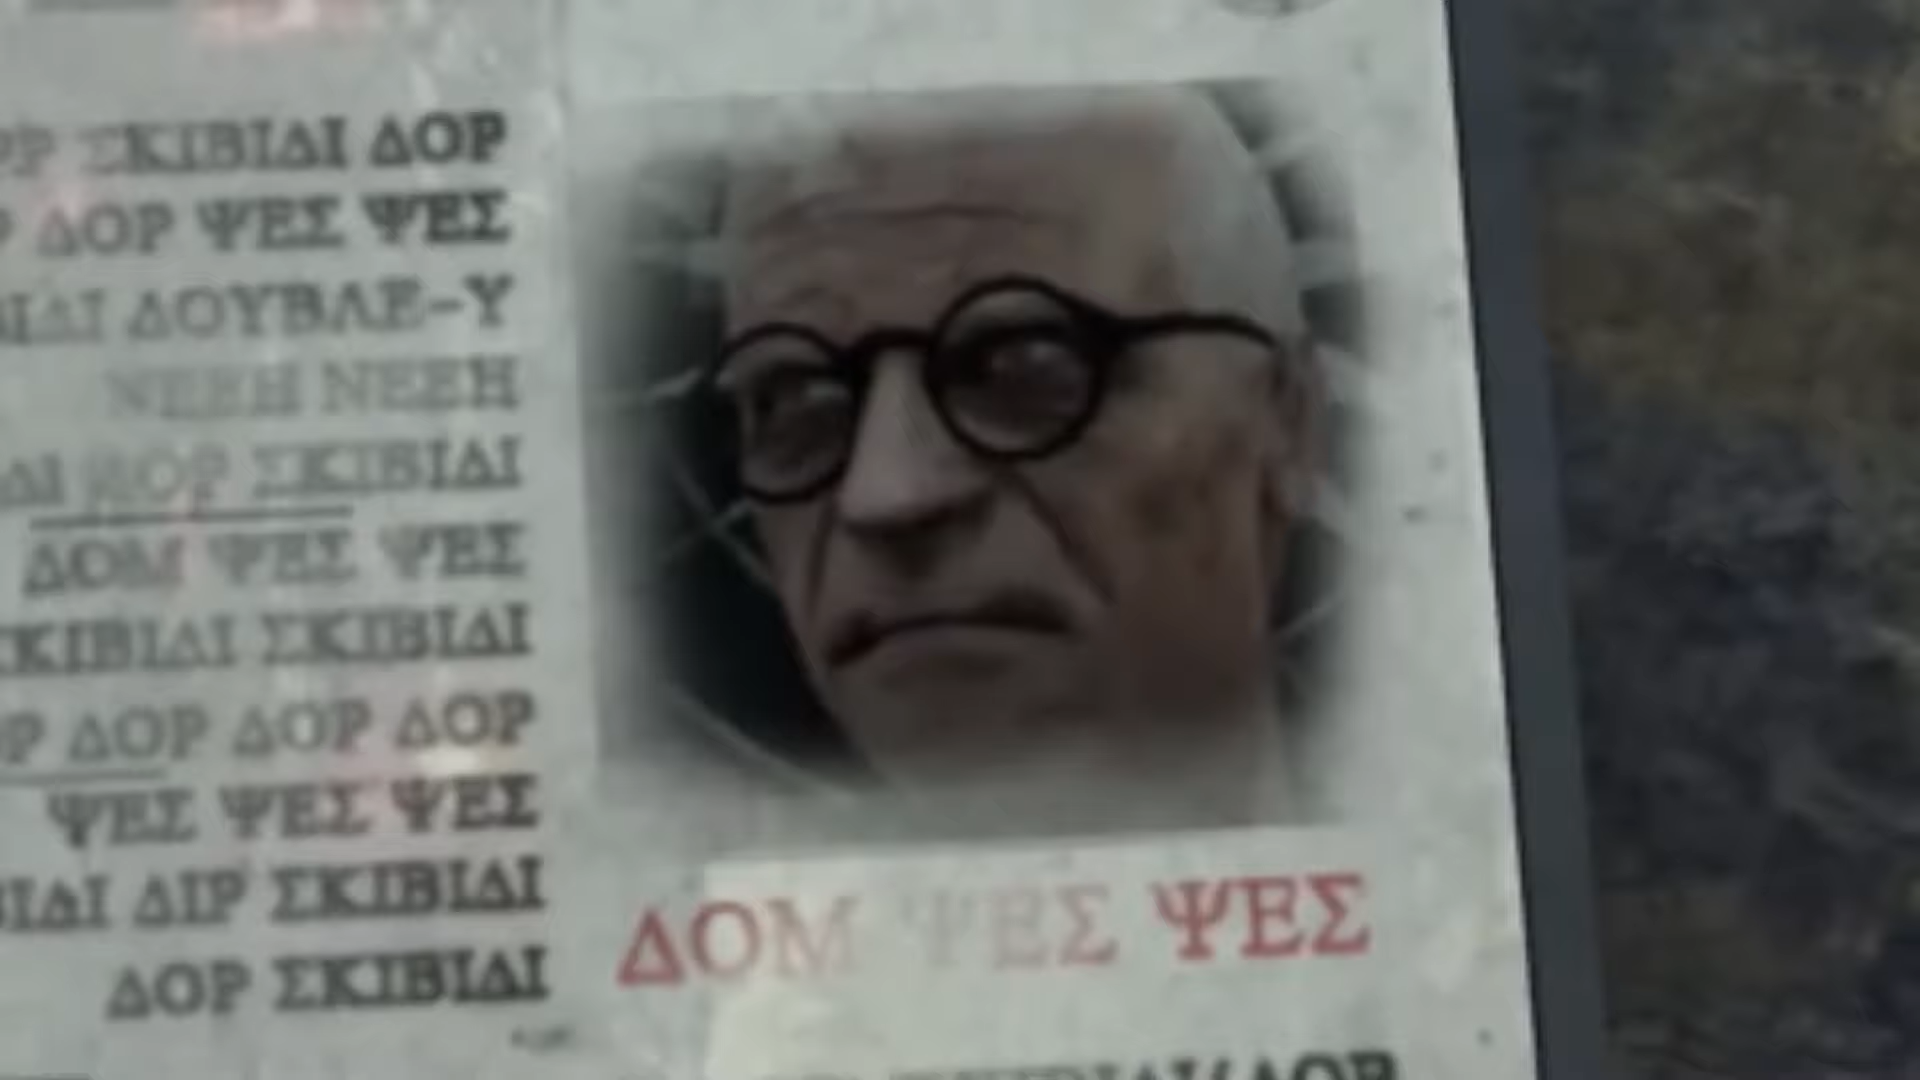 ΣΚΙΒΙΔΙ ΔΟΡ
ΔΟΡ ΨΕΣ ΨΕΣ
ΔΟΥΒΛΕ-Υ
ΝΕΕΗ ΝΕΕΗ
ΣΚΙΒΙΔΙ
ΔΟΜ ΨΕΣ ΨΕΣ
ΣΚΙΒΙΔΙ ΣΚΙΒΙΔΙ
ΔΟΡ ΔΟΡ ΔΟΡ
ΨΕΣ ΨΕΣ ΨΕΣ
ΔΙΡ ΣΚΙΒΙΔΙ
ΔΟΡ ΣΚΙΒΙΔΙ
ΔΟΜ ΨΕΣ ΨΕΣ